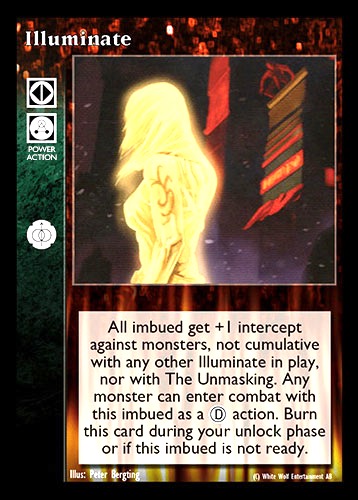 Illuminate
POWER
ACTION
All imbued get +1 intercept
against monsters, not cumulative
with any other Illuminate in play,
nor with The Unmasking. Any
monster can enter combat with
this imbued as a Ⓓ action. Burn
this card during your unlock phase
or if this imbued is not ready.
Illus: Peter Bergting
(C) White Wolf Entertainment AB